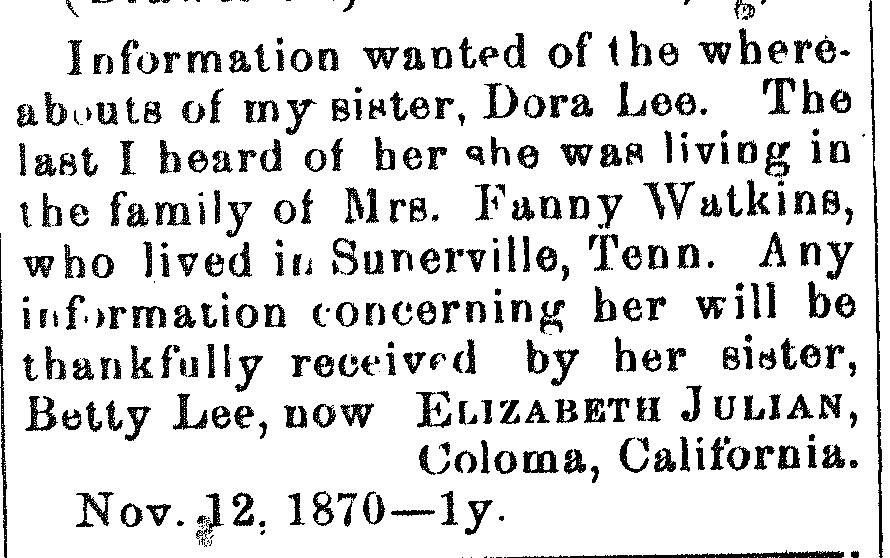 Information wanted of the where-
abouts of my sister, Dora Lee. The
last I heard of her she was living in
the family of Mrs. Fanny Watkins,
who lived in Sunerville, Tenn. Any
information concerning her will be
thankfully received by her sister,
Betty Lee, now ELIZABETH JULIAN,
Coloma, California.
Nov. 12, 1870—1y.